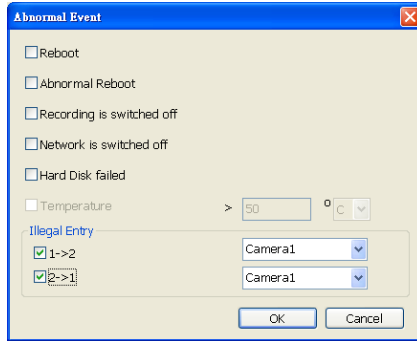 Abnormal Event
Reboot
Abnormal Reboot
Recording is switched off
Network is switched off
Hard Disk failed
Temperature > 50 °C
Illegal Entry
1->2 Camera1
2->1 Camera1
OK Cancel